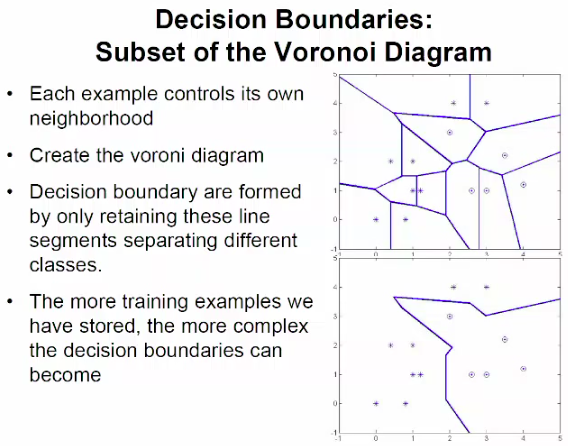 Decision Boundaries:
Subset of the Voronoi Diagram
• Each example controls its own
neighborhood
• Create the voroni diagram
• Decision boundary are formed
by only retaining these line
segments separating different
classes.
• The more training examples we
have stored, the more complex
the decision boundaries can
become
5
4
3
2
1
0
-1
-1 0 1 2 3 4 5
5
4
3
2
1
0
-1
-1 0 1 2 3 4 5